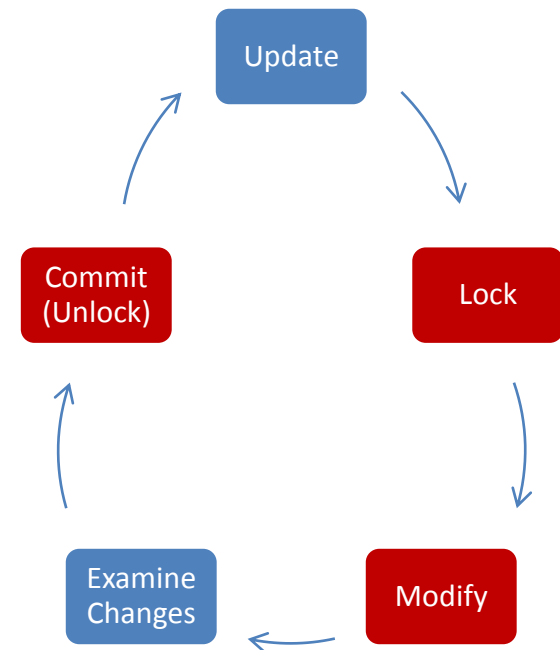 Update
Lock
Modify
Examine
Changes
Commit
(Unlock)